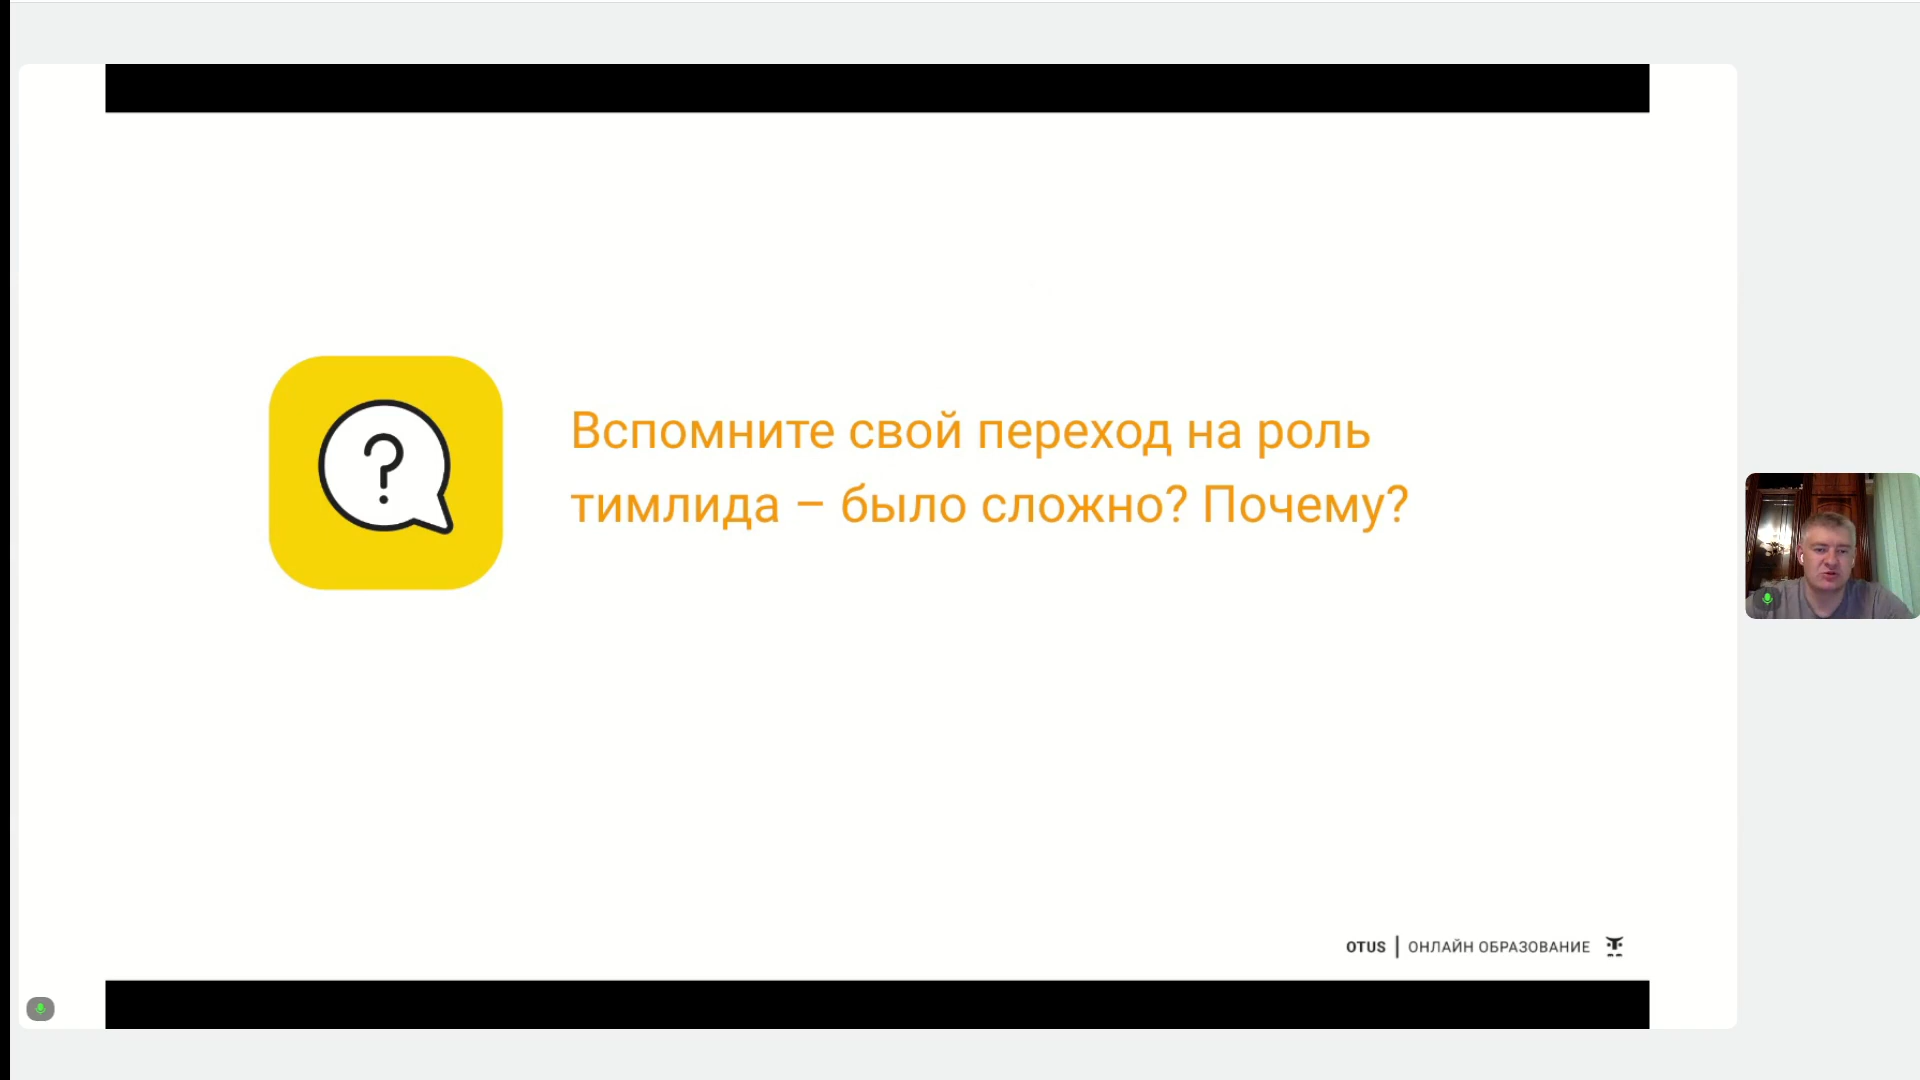 Вспомните свой переход на роль
тимлида – было сложно? Почему?
OTUS | ОНЛАЙН ОБРАЗОВАНИЕ